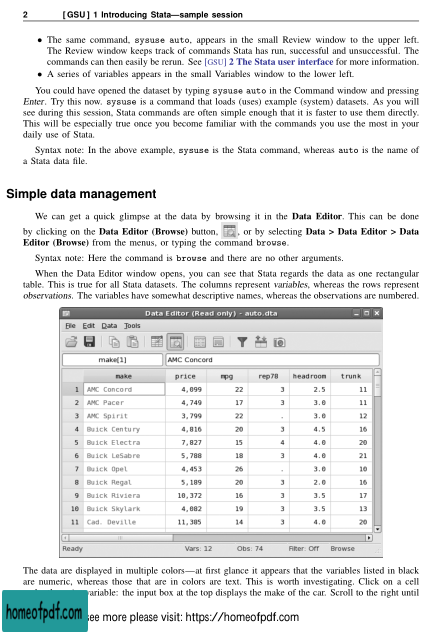 2 [ GSU ] 1 Introducing Stata—sample session
• The same command, sysuse auto, appears in the small Review window to the upper left.
The Review window keeps track of commands Stata has run, successful and unsuccessful. The
commands can then easily be rerun. See [GSU] 2 The Stata user interface for more information.
• A series of variables appears in the small Variables window to the lower left.
You could have opened the dataset by typing sysuse auto in the Command window and pressing
Enter. Try this now. sysuse is a command that loads (uses) example (system) datasets. As you will
see during this session, Stata commands are often simple enough that it is faster to use them directly.
This will be especially true once you become familiar with the commands you use the most in your
daily use of Stata.
Syntax note: In the above example, sysuse is the Stata command, whereas auto is the name of
a Stata data file.
Simple data management
We can get a quick glimpse at the data by browsing it in the Data Editor. This can be done
by clicking on the Data Editor (Browse) button, , or by selecting Data > Data Editor > Data
Editor (Browse) from the menus, or typing the command browse.
Syntax note: Here the command is browse and there are no other arguments.
When the Data Editor window opens, you can see that Stata regards the data as one rectangular
table. This is true for all Stata datasets. The columns represent variables, whereas the rows represent
observations. The variables have somewhat descriptive names, whereas the observations are numbered.
Data Editor (Read only) - auto.dta
File Edit Data Tools
make[1] AMC Concord
make price mpg rep78 headroom trunk
1 AMC Concord 4,099 22 3 2.5 11
2 AMC Pacer 4,749 17 3 3.0 11
3 AMC Spirit 3,799 22 . 3.0 12
4 Buick Century 4,816 20 3 4.5 16
5 Buick Electra 7,827 15 4 4.0 20
6 Buick LeSabre 5,788 18 3 4.0 21
7 Buick Opel 4,453 26 . 3.0 10
8 Buick Regal 5,189 20 3 2.0 16
9 Buick Riviera 10,372 16 3 3.5 17
10 Buick Skylark 4,082 19 3 3.5 13
11 Cad. Deville 11,385 14 3 4.0 20
Ready Vars: 12 Obs: 74 Filter: Off Browse
The data are displayed in multiple colors—at first glance it appears that the variables listed in black
are numeric, whereas those that are in colors are text. This is worth investigating. Click on a cell
variable: the input box at the top displays the make of the car. Scroll to the right until
homeofpdf.com see more please visit: https://homeofpdf.com